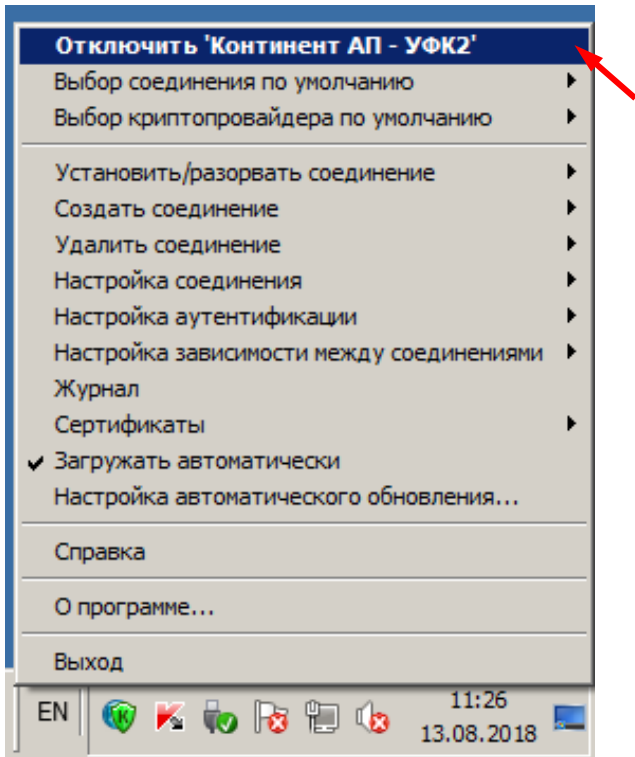 Отключить 'Континент АП - УФК2'
Выбор соединения по умолчанию
Выбор криптопровайдера по умолчанию
Установить/разорвать соединение
Создать соединение
Удалить соединение
Настройка соединения
Настройка аутентификации
Настройка зависимости между соединениями
Журнал
Сертификаты
Загружать автоматически
Настройка автоматического обновления...
Справка
О программе...
Выход
EN
11:26
13.08.2018